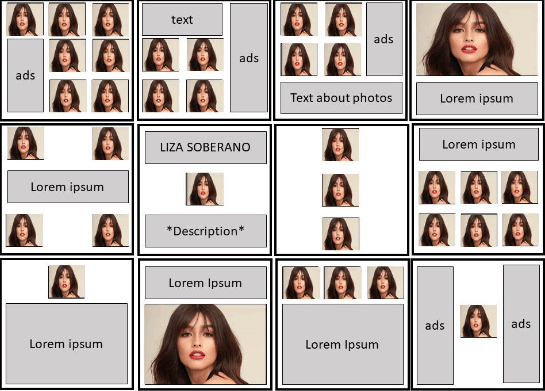 ads
text
ads
ads
Text about photos
Lorem ipsum
Lorem ipsum
LIZA SOBERANO
*Description*
Lorem ipsum
Lorem ipsum
Lorem Ipsum
Lorem Ipsum
ads
ads